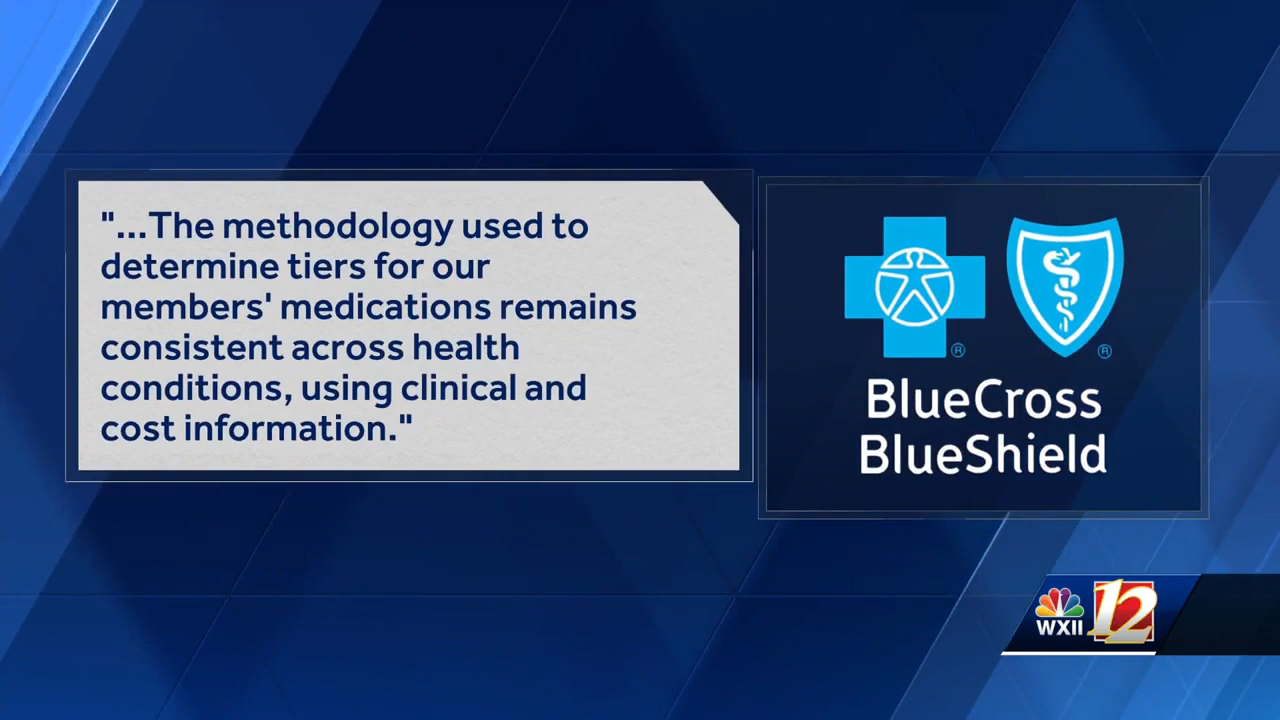 "...The methodology used to
determine tiers for our
members' medications remains
consistent across health
conditions, using clinical and
cost information."
®
®
BlueCross
BlueShield
WXII 12